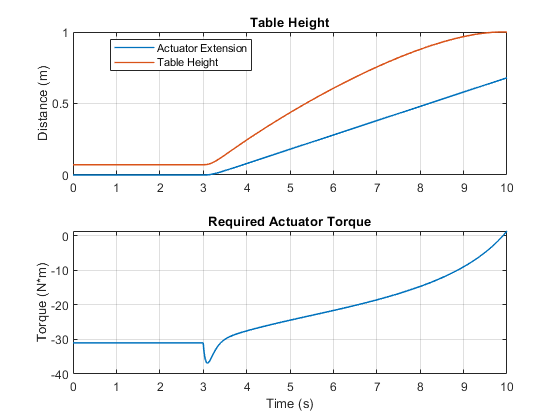 Table Height
Distance (m)
1
0.5
0
Actuator Extension
Table Height
0 1 2 3 4 5 6 7 8 9 10
Required Actuator Torque
Torque (N*m)
0
-10
-20
-30
-40
0 1 2 3 4 5 6 7 8 9 10
Time (s)